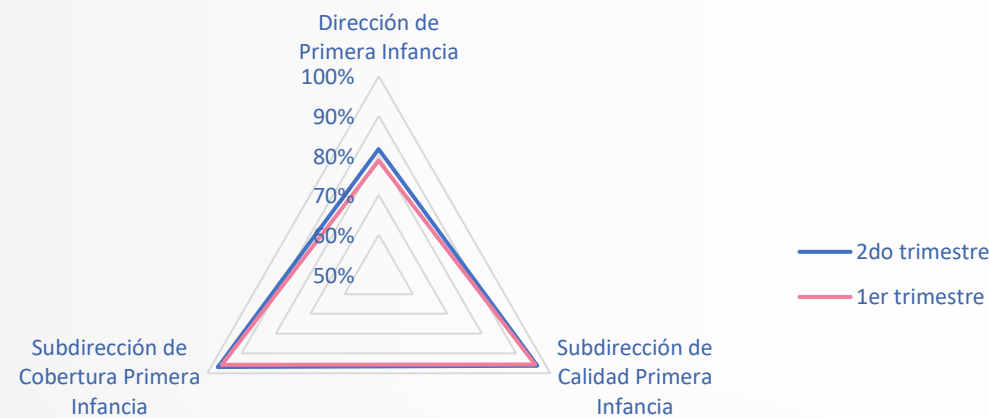 Dirección de
Primera Infancia
100%
90%
80%
70%
60%
50%
2do trimestre
1er trimestre
Subdirección de
Cobertura Primera
Infancia
Subdirección de
Calidad Primera
Infancia